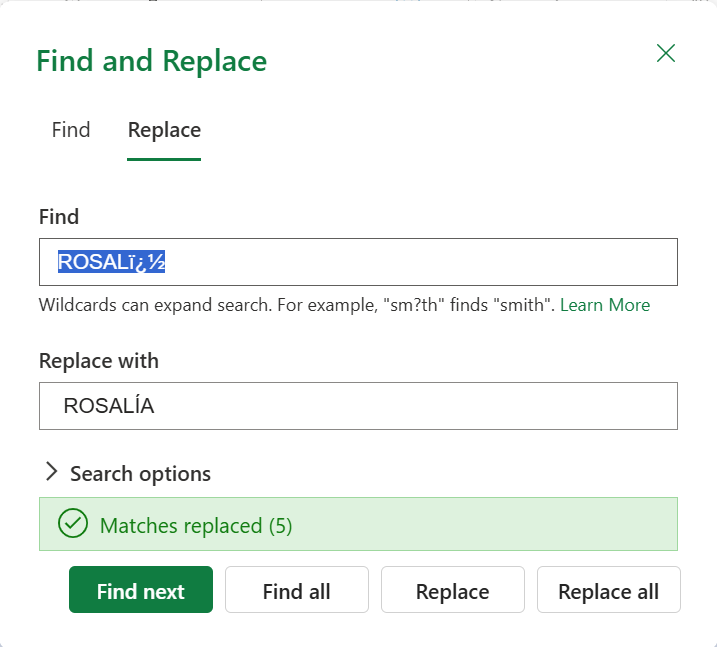 Find and Replace
Find Replace
Find
ROSALï¿½
Wildcards can expand search. For example, "sm?th" finds "smith". Learn More
Replace with
ROSALÍA
Search options
Matches replaced (5)
Find next Find all Replace Replace all